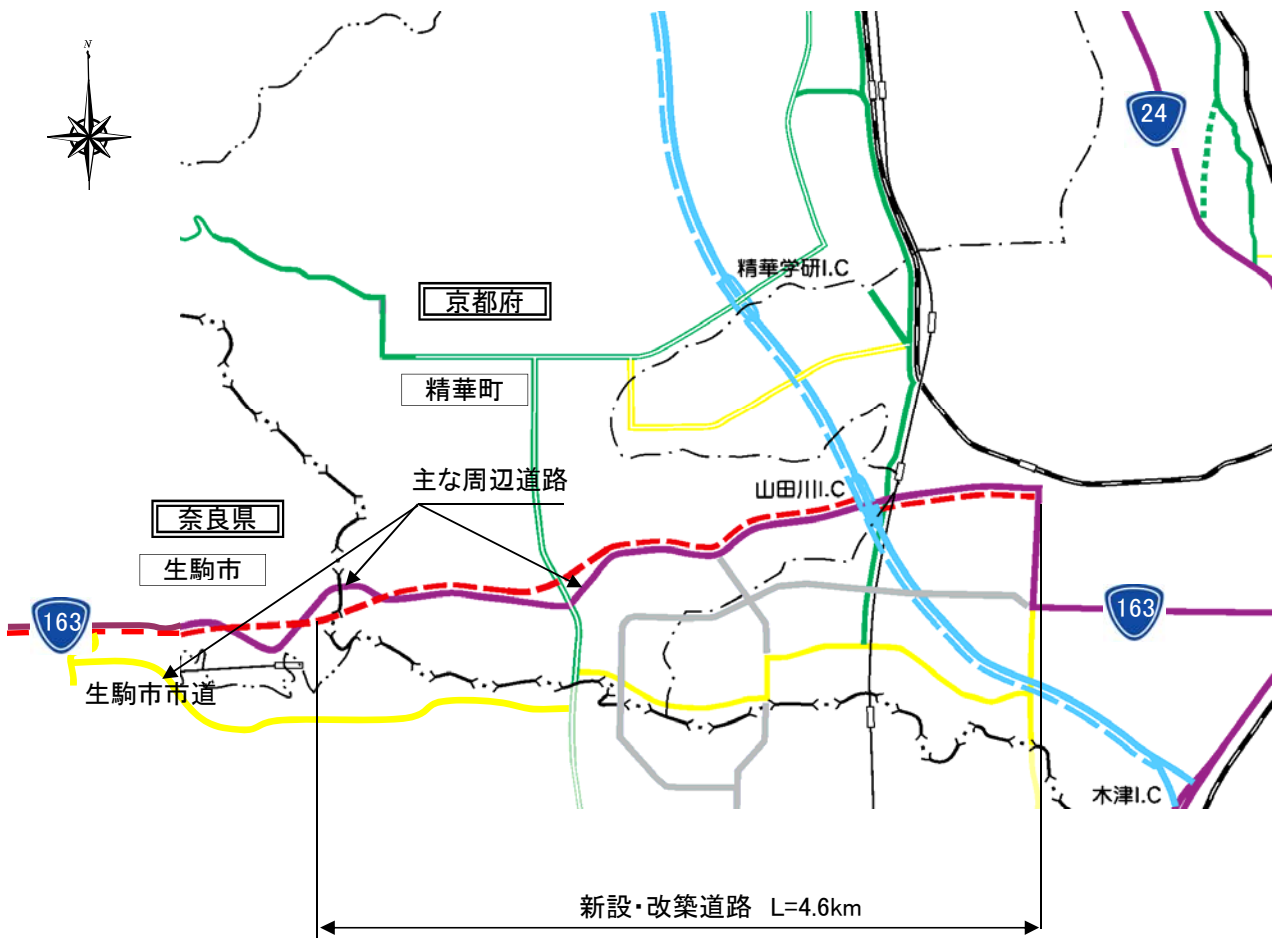 N
24
精華学研I.C
京都府
精華町
主な周辺道路
山田川I.C
奈良県
生駒市
163
163
生駒市市道
木津I.C
新設・改築道路 L=4.6km